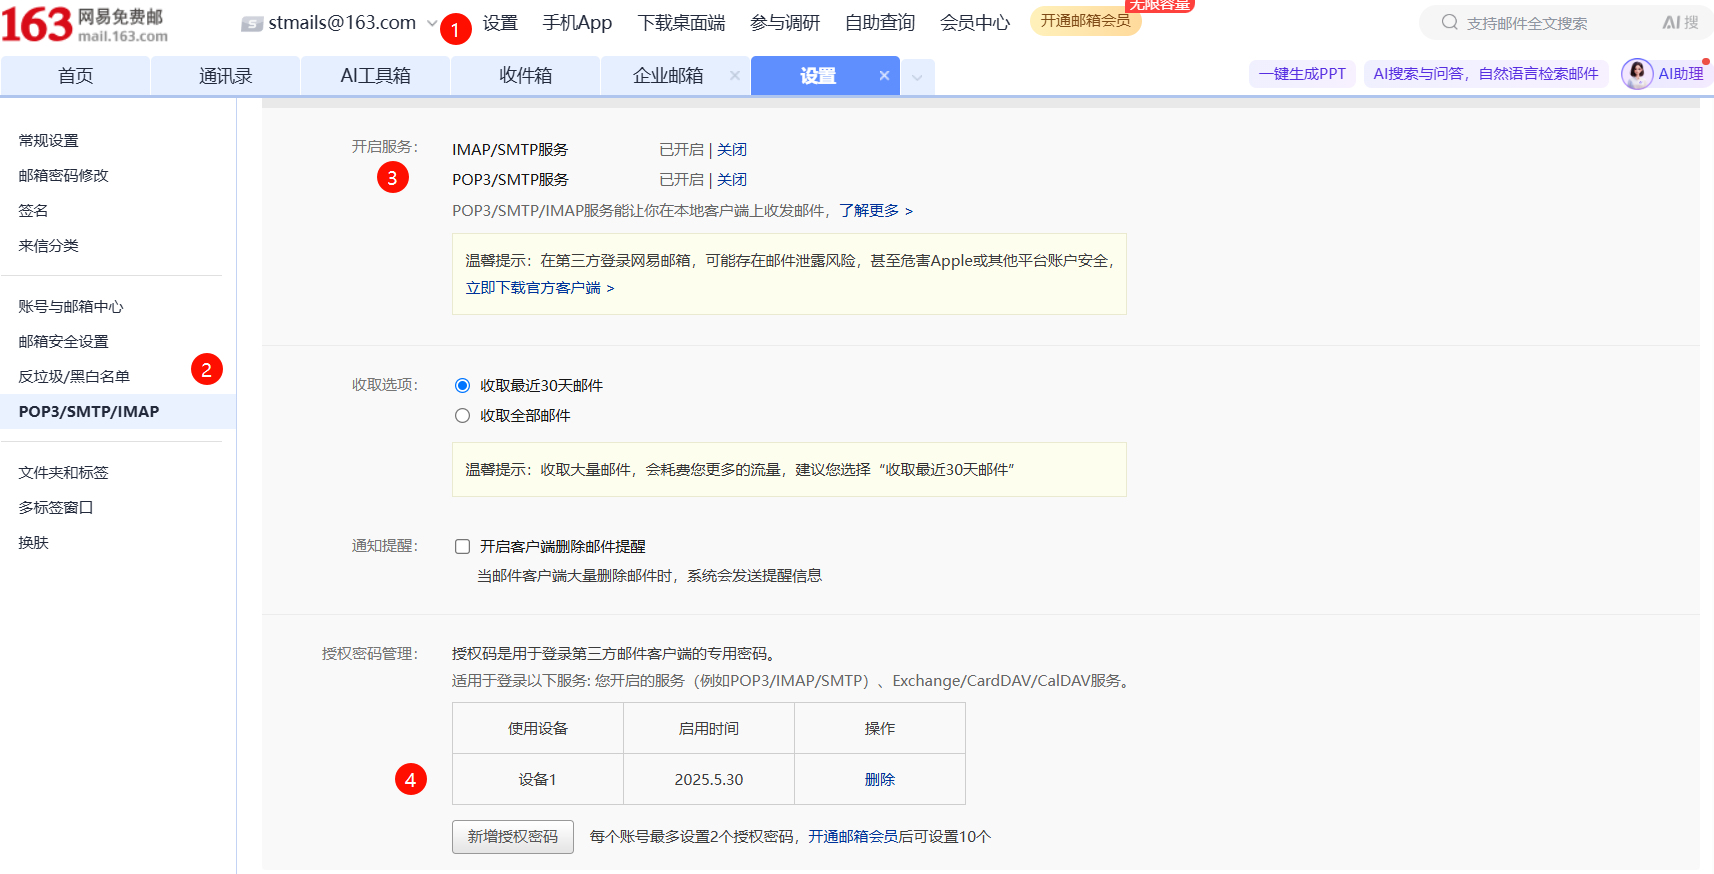 163 网易免费邮
mail.163.com
stmails@163.com
1
设置
手机App
下载桌面端
参与调研
自助查询
会员中心
开通邮箱会员
无限容量
支持邮件全文搜索
AI 搜
首页
通讯录
AI工具箱
收件箱
企业邮箱
设置
一键生成PPT
AI搜索与问答，自然语言检索邮件
AI助理
常规设置
邮箱密码修改
签名
来信分类
账号与邮箱中心
邮箱安全设置
反垃圾/黑白名单
2
POP3/SMTP/IMAP
文件夹和标签
多标签窗口
换肤
开启服务：
3
IMAP/SMTP服务 已开启 | 关闭
POP3/SMTP服务 已开启 | 关闭
POP3/SMTP/IMAP服务能让你在本地客户端上收发邮件，了解更多 >
温馨提示：在第三方登录网易邮箱，可能存在邮件泄露风险，甚至危害Apple或其他平台账户安全，
立即下载官方客户端 >
收取选项：
收取最近30天邮件
收取全部邮件
温馨提示：收取大量邮件，会耗费您更多的流量，建议您选择“收取最近30天邮件”
通知提醒：
开启客户端删除邮件提醒
当邮件客户端大量删除邮件时，系统会发送提醒信息
授权密码管理：
授权码是用于登录第三方邮件客户端的专用密码。
适用于登录以下服务: 您开启的服务（例如POP3/IMAP/SMTP）、Exchange/CardDAV/CalDAV服务。
使用设备 启用时间 操作
4
设备1 2025.5.30 删除
新增授权密码 每个账号最多设置2个授权密码，开通邮箱会员后可设置10个